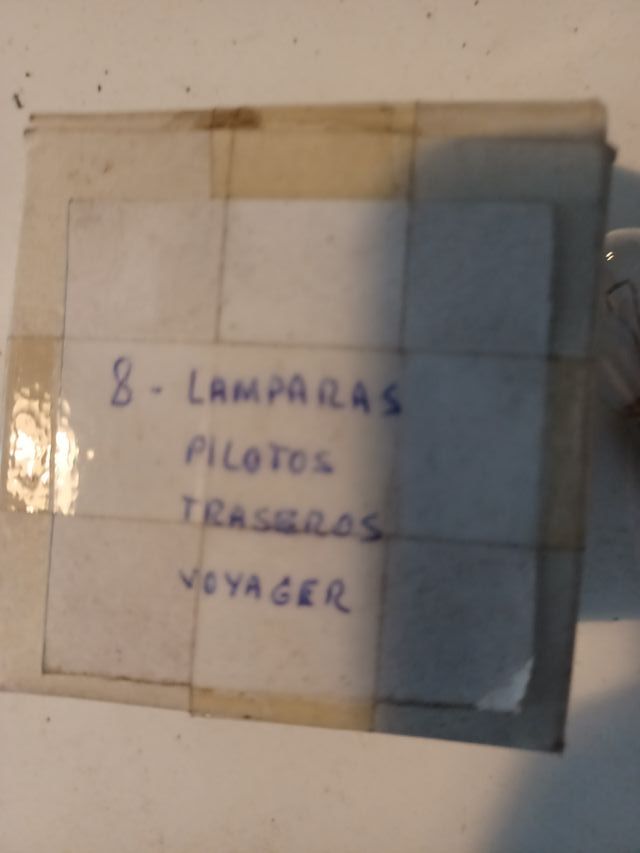 8 - LAMPARAS
PILOTOS
TRASEROS
VOYAGER